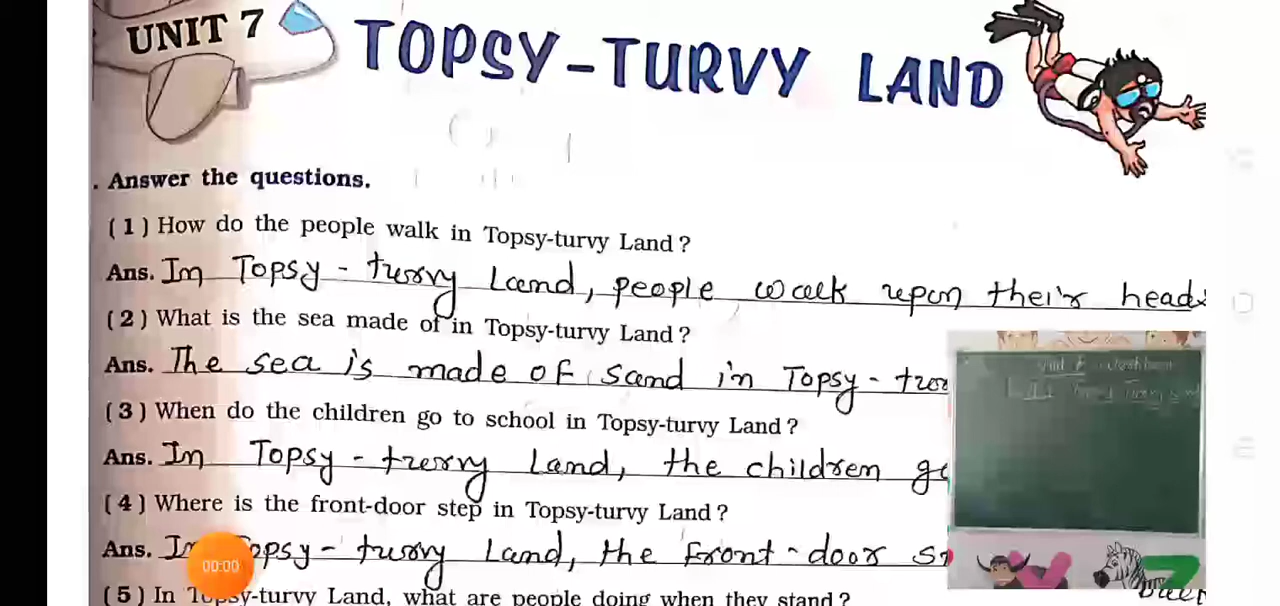 UNIT 7
TOPSY-TURVY LAND
. Answer the questions.
(1) How do the people walk in Topsy-turvy Land?
Ans. In Topsy-turvy Land, people walk upon their heads
(2) What is the sea made of in Topsy-turvy Land?
Ans. The sea is made of sand in Topsy-
(3) When do the children go to school in Topsy-turvy Land?
Ans. In Topsy-turvy Land, the children go
(4) Where is the front-door step in Topsy-turvy Land?
Ans. In Topsy-turvy Land, the front-door
00:00
(5) In Topsy-turvy Land, what are people doing when they stand?